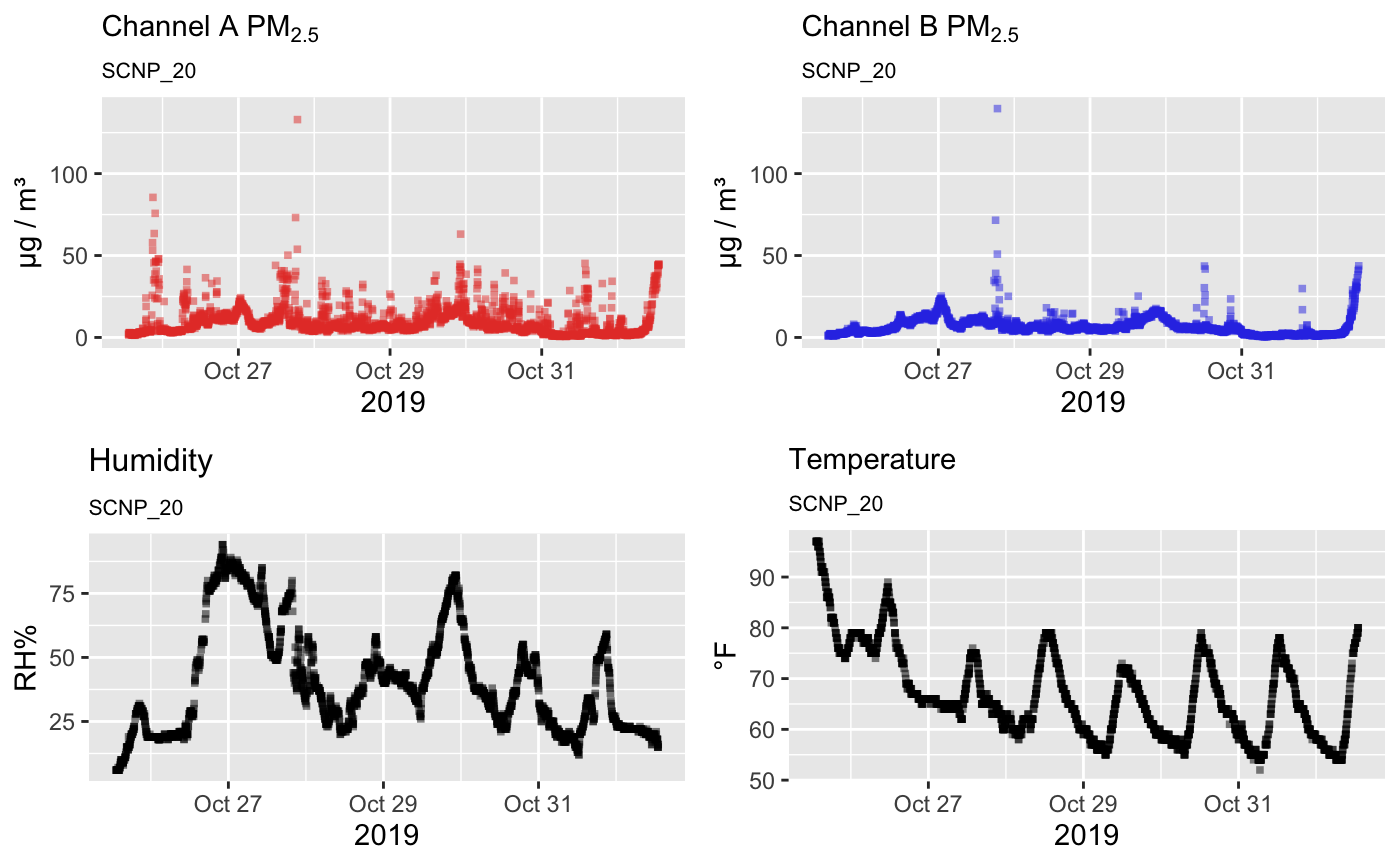 Channel A PM2.5
SCNP_20
µg / m³
100
50
0
Oct 27 Oct 29 Oct 31
2019
Channel B PM2.5
SCNP_20
µg / m³
100
50
0
Oct 27 Oct 29 Oct 31
2019
Humidity
SCNP_20
RH%
75
50
25
Oct 27 Oct 29 Oct 31
2019
Temperature
SCNP_20
°F
90
80
70
60
50
Oct 27 Oct 29 Oct 31
2019